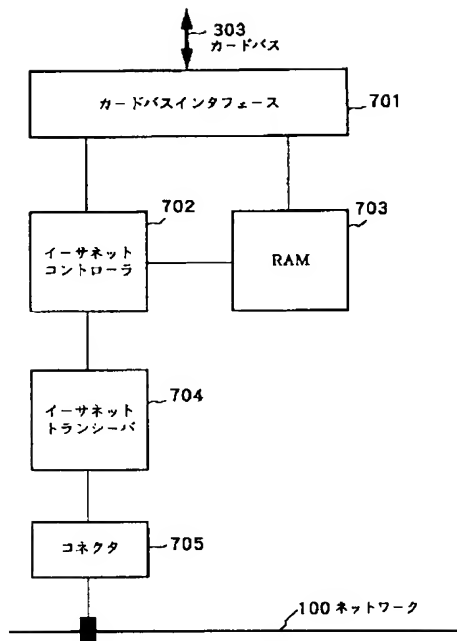 303
カードバス
カードバスインタフェース
701
702
703
イーサネット
コントローラ
RAM
704
イーサネット
トランシーバ
コネクタ
705
100 ネットワーク